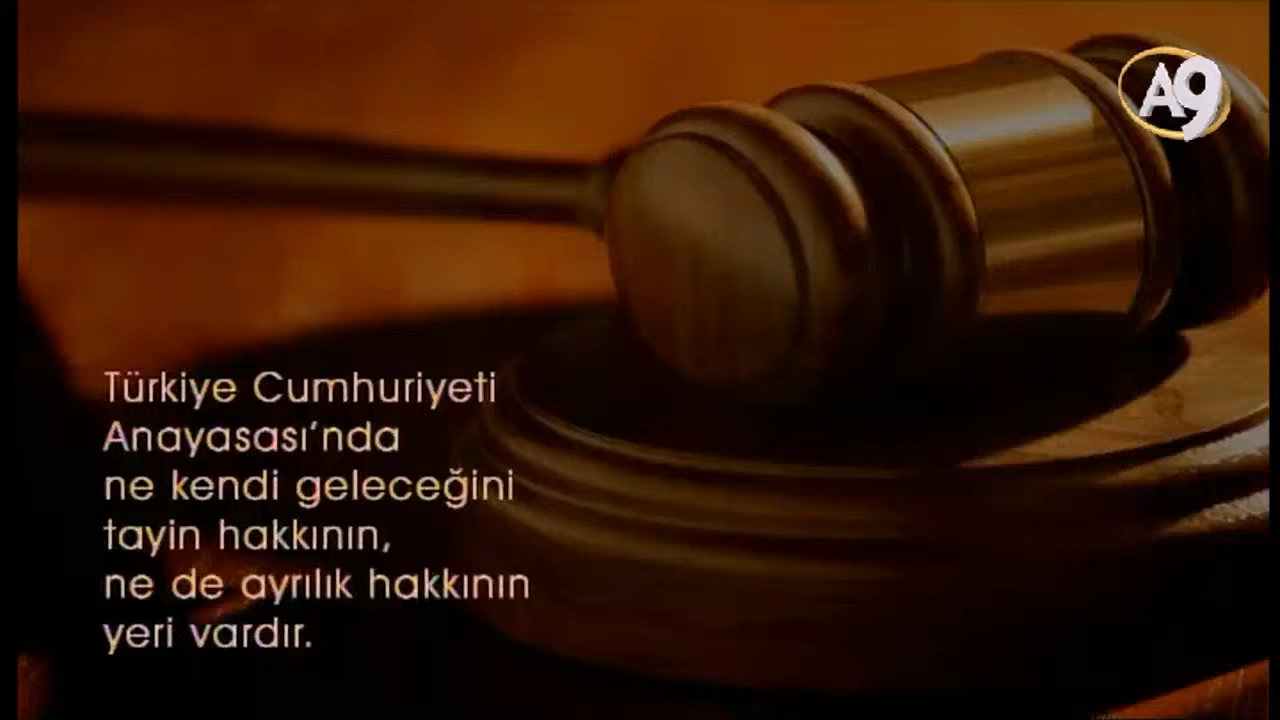 A9
Türkiye Cumhuriyeti
Anayasası'nda
ne kendi geleceğini
tayin hakkının,
ne de ayrılık hakkının
yeri vardır.